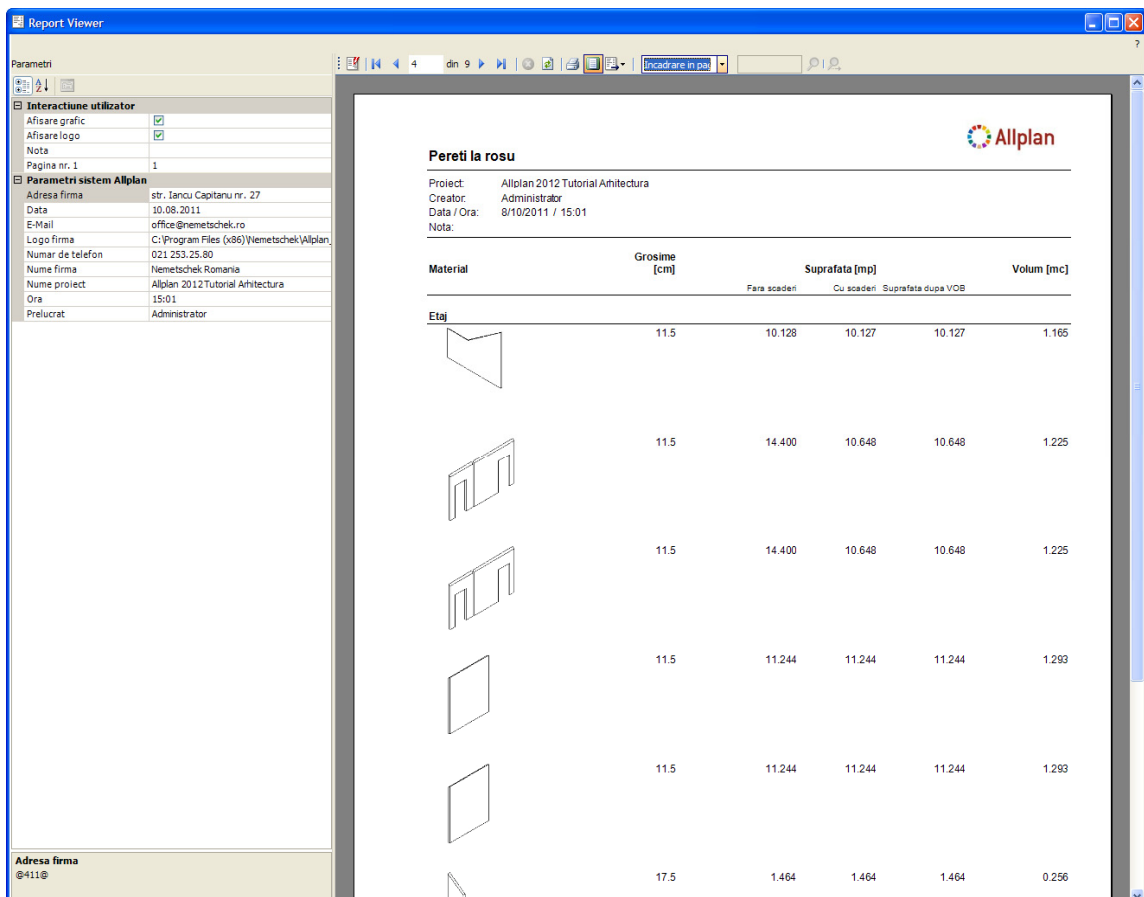 Report Viewer
?
Parametri
4 din 9 Incadrare in pag
Interactiune utilizator
Afisare grafic
Afisare logo
Nota
Pagina nr. 1 1
Parametri sistem Allplan
Adresa firma str. Iancu Capitanu nr. 27
Data 10.08.2011
E-Mail office@nemetschek.ro
Logo firma C:\Program Files (x86)\Nemetschek\Allplan_
Numar de telefon 021 253.25.80
Nume firma Nemetschek Romania
Nume proiect Allplan 2012 Tutorial Arhitectura
Ora 15:01
Prelucrat Administrator
Adresa firma
@411@
Allplan
Pereti la rosu
Proiect: Allplan 2012 Tutorial Arhitectura
Creator: Administrator
Data / Ora: 8/10/2011 / 15:01
Nota:
Material Grosime [cm] Suprafata [mp] Volum [mc]
Fara scaderi Cu scaderi Suprafata dupa VOB
Etaj
11.5 10.128 10.127 10.127 1.165
11.5 14.400 10.648 10.648 1.225
11.5 14.400 10.648 10.648 1.225
11.5 11.244 11.244 11.244 1.293
11.5 11.244 11.244 11.244 1.293
17.5 1.464 1.464 1.464 0.256